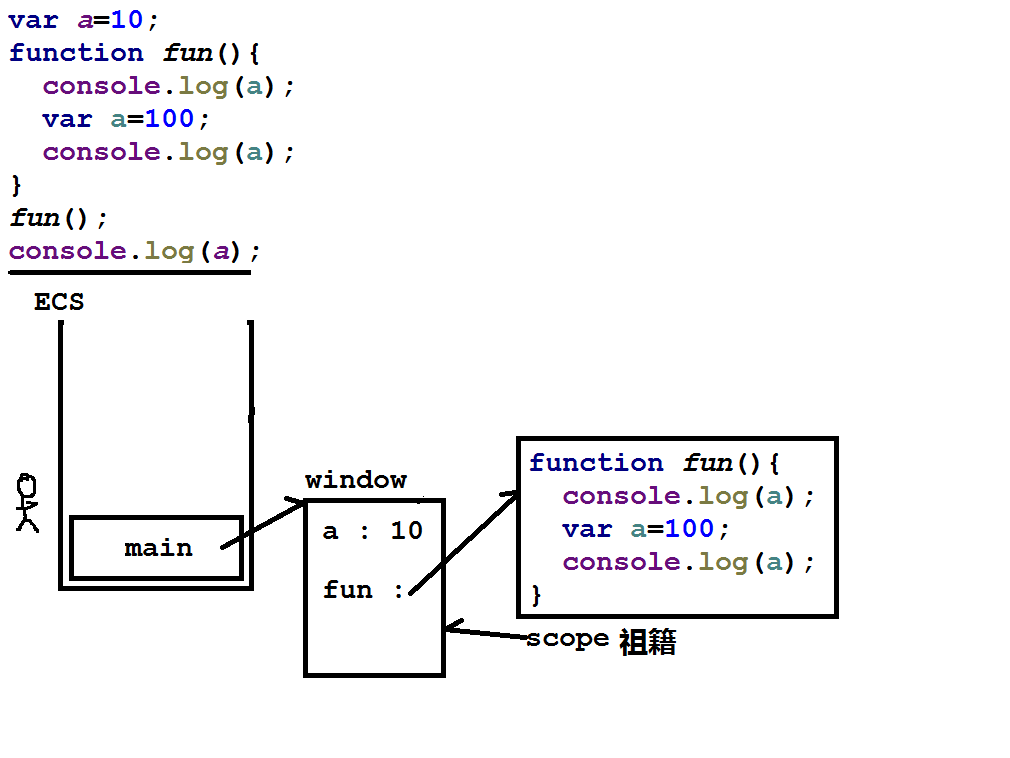 var a=10;
function fun(){
  console.log(a);
  var a=100;
  console.log(a);
}
fun();
console.log(a);
ECS
main
window
a : 10
fun :
function fun(){
  console.log(a);
  var a=100;
  console.log(a);
}
scope 祖籍